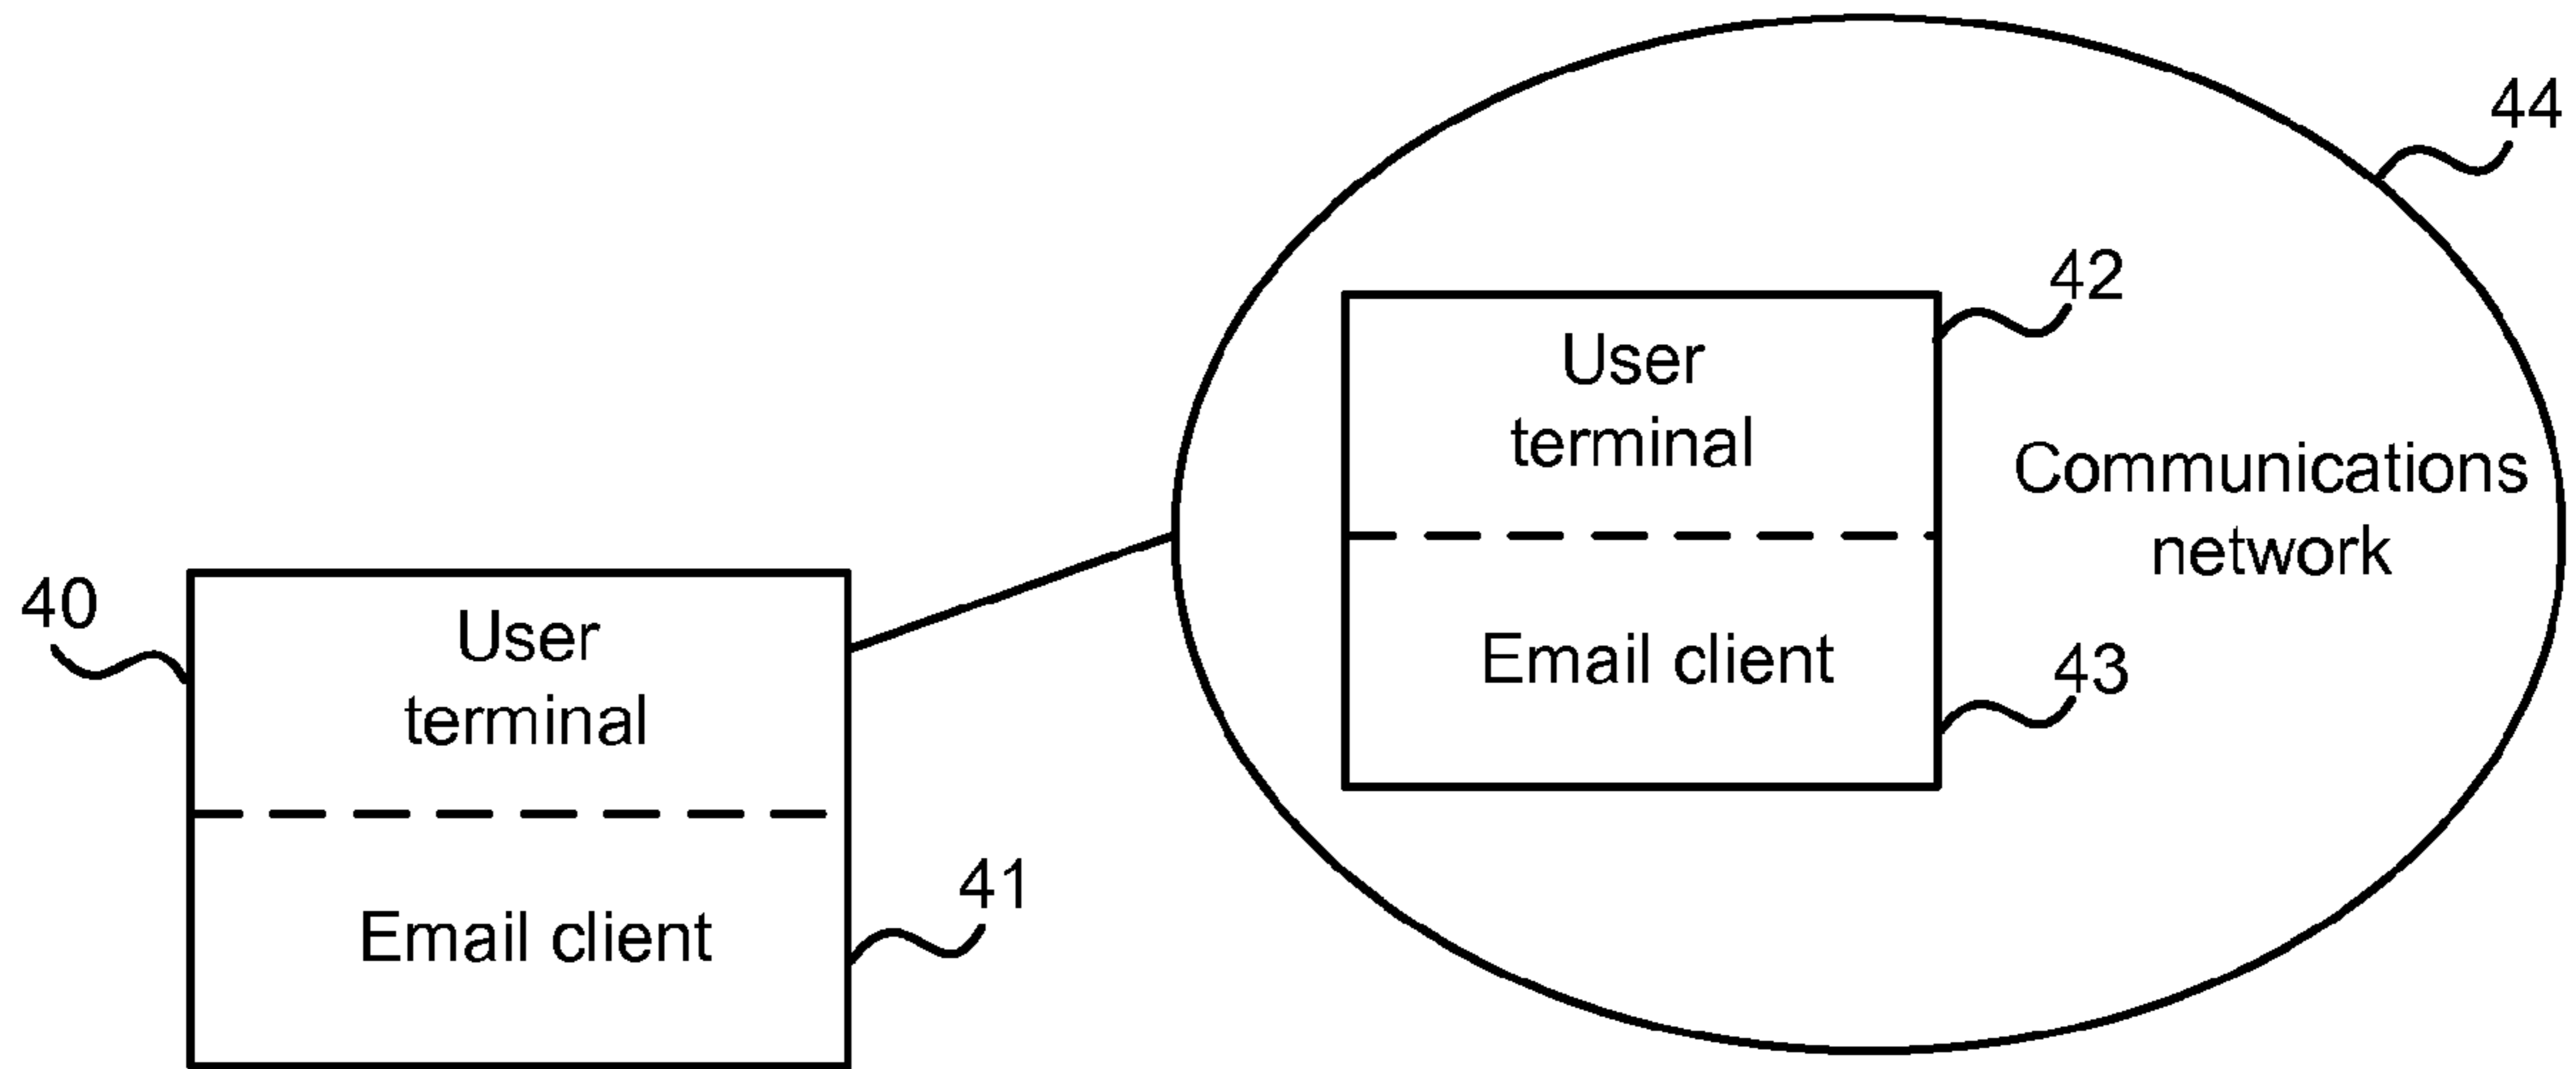 44
42
User
terminal
Communications
network
Email client
43
40
User
terminal
41
Email client